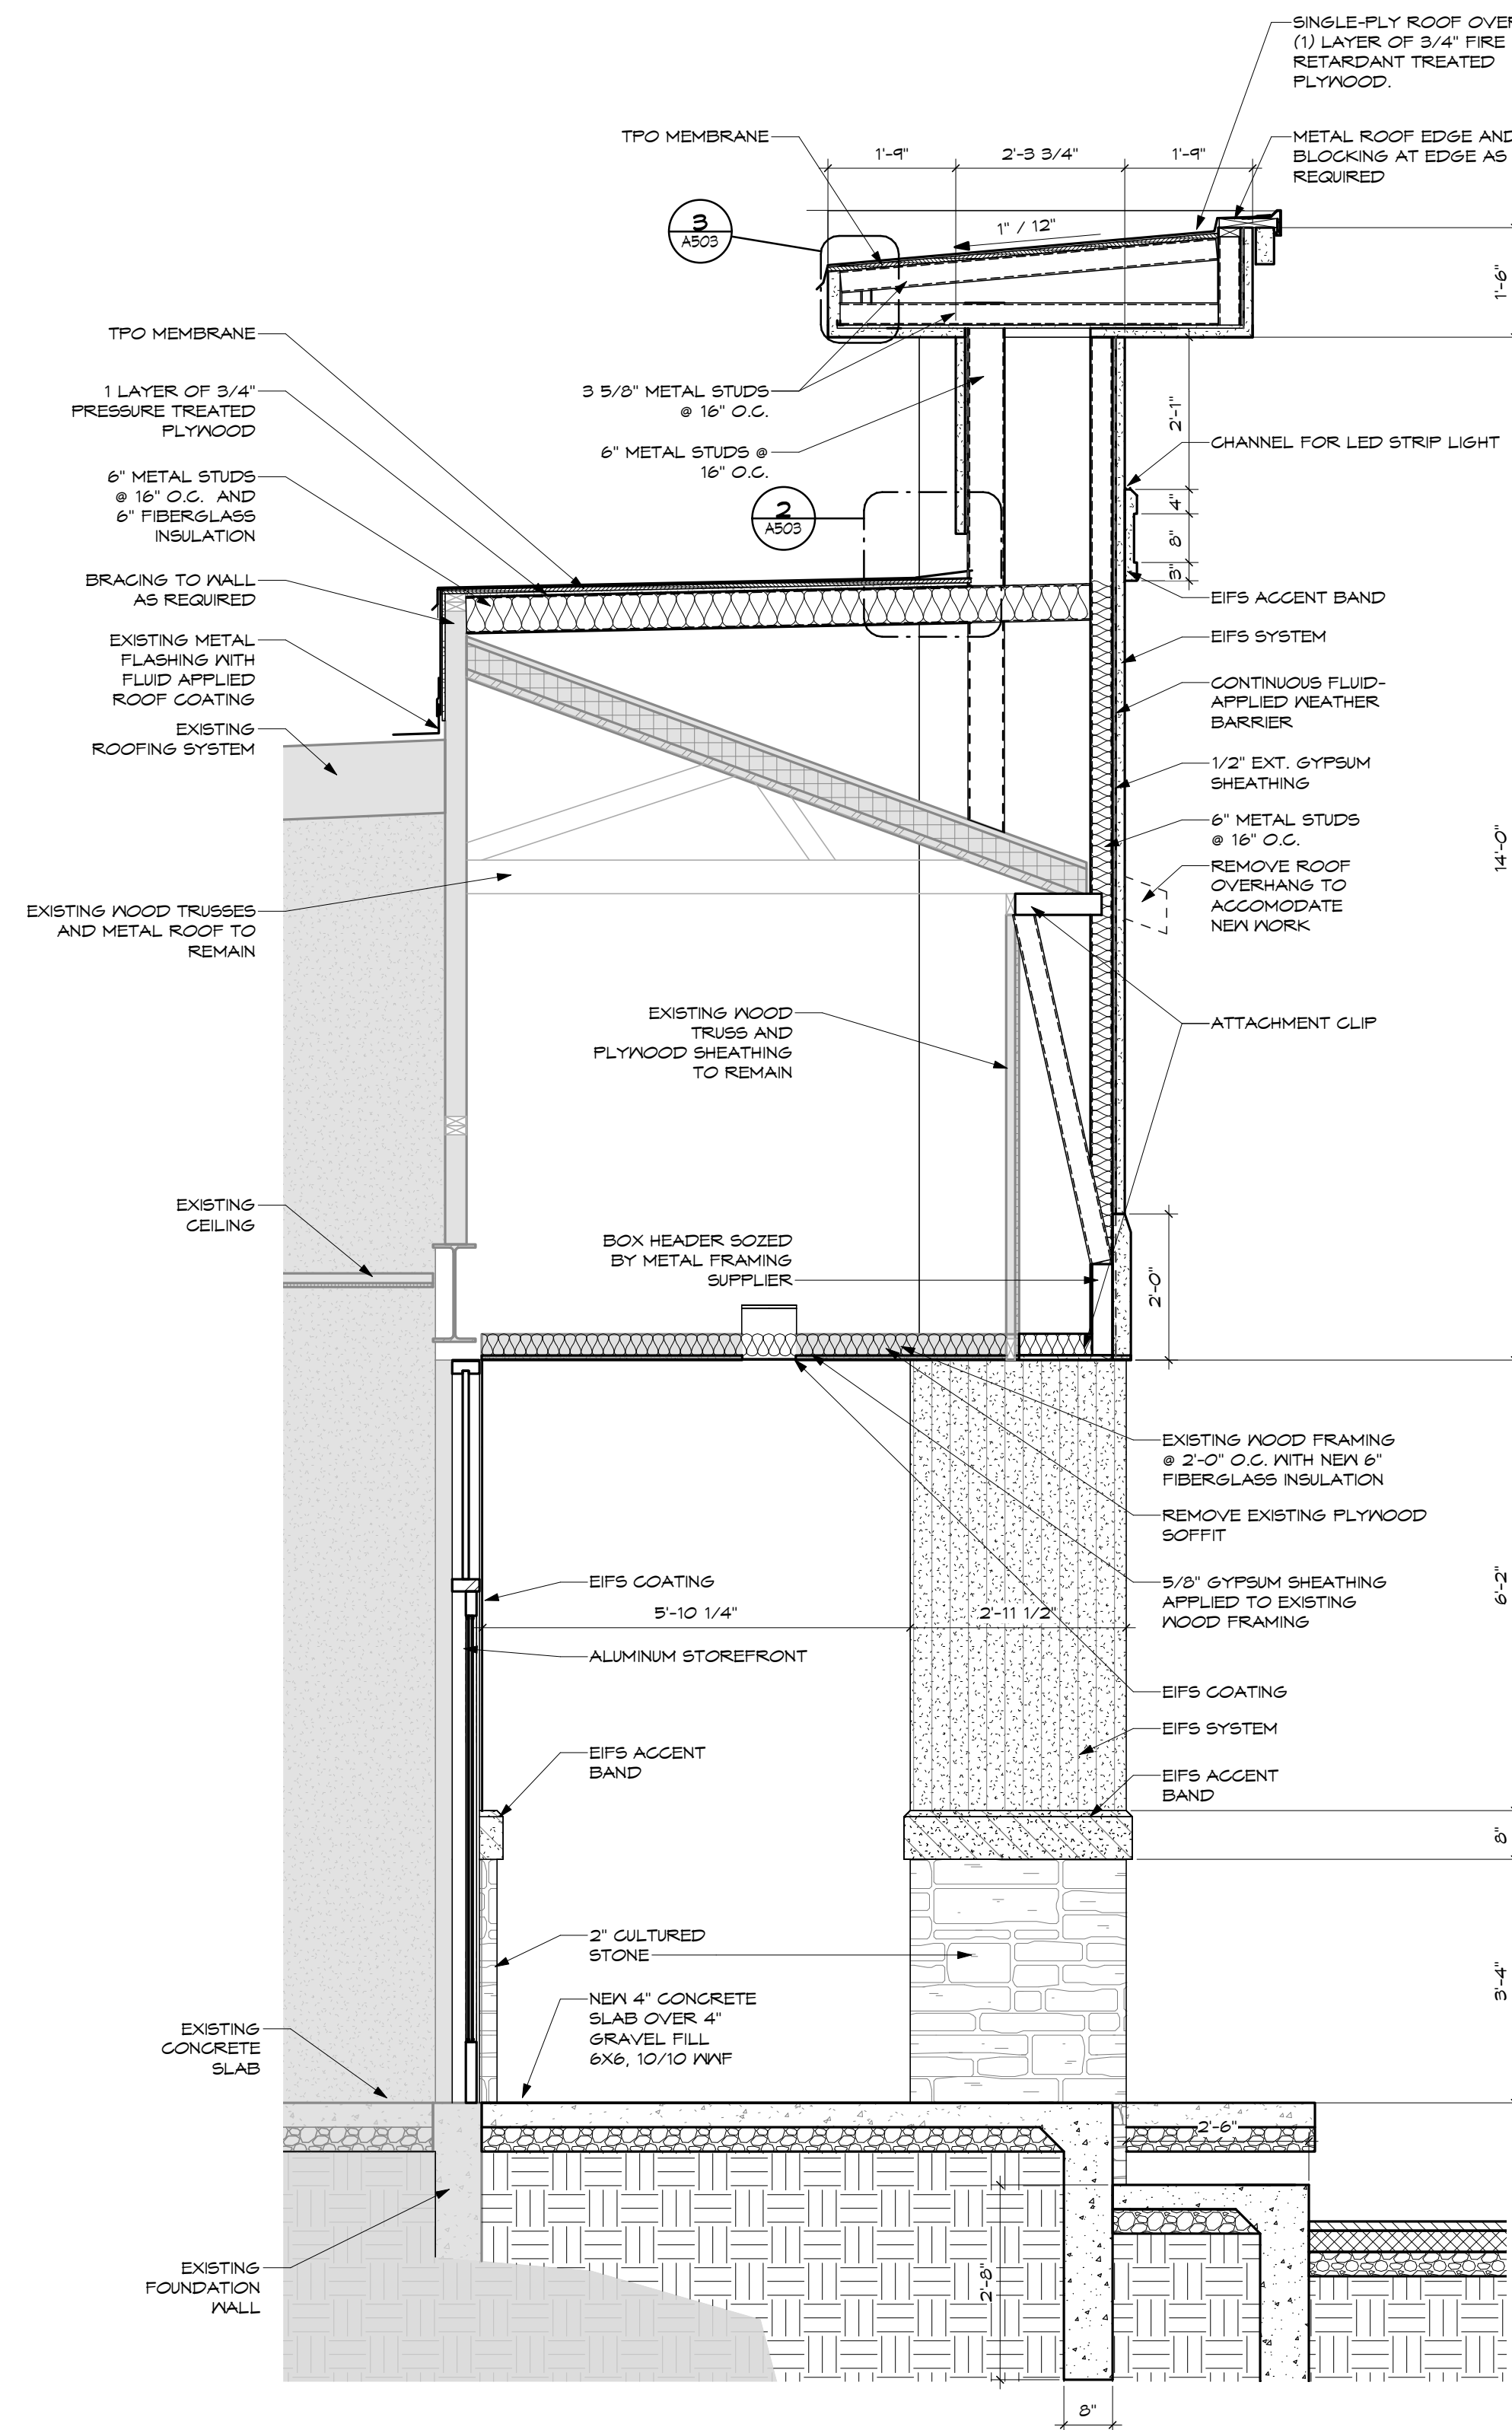 SINGLE-PLY ROOF OVER
(1) LAYER OF 3/4" FIRE
RETARDANT TREATED
PLYWOOD.
TPO MEMBRANE
METAL ROOF EDGE AND
BLOCKING AT EDGE AS
REQUIRED
1'-9"
2'-3 3/4"
1'-9"
3
A503
1" / 12"
1'-6"
TPO MEMBRANE
1 LAYER OF 3/4"
PRESSURE TREATED
PLYWOOD
6" METAL STUDS
@ 16" O.C. AND
6" FIBERGLASS
INSULATION
BRACING TO WALL
AS REQUIRED
EXISTING METAL
FLASHING WITH
FLUID APPLIED
ROOF COATING
EXISTING
ROOFING SYSTEM
3 5/8" METAL STUDS
@ 16" O.C.
6" METAL STUDS @
16" O.C.
2
A503
2'-1"
4"
8"
3"
CHANNEL FOR LED STRIP LIGHT
EIFS ACCENT BAND
EIFS SYSTEM
CONTINUOUS FLUID-
APPLIED WEATHER
BARRIER
1/2" EXT. GYPSUM
SHEATHING
6" METAL STUDS
@ 16" O.C.
REMOVE ROOF
OVERHANG TO
ACCOMODATE
NEW WORK
14'-0"
EXISTING WOOD TRUSSES
AND METAL ROOF TO
REMAIN
EXISTING WOOD
TRUSS AND
PLYWOOD SHEATHING
TO REMAIN
ATTACHMENT CLIP
EXISTING
CEILING
BOX HEADER SOZED
BY METAL FRAMING
SUPPLIER
2'-0"
EXISTING WOOD FRAMING
@ 2'-0" O.C. WITH NEW 6"
FIBERGLASS INSULATION
REMOVE EXISTING PLYWOOD
SOFFIT
5/8" GYPSUM SHEATHING
APPLIED TO EXISTING
WOOD FRAMING
6'-2"
EIFS COATING
5'-10 1/4"
2'-11 1/2"
ALUMINUM STOREFRONT
EIFS COATING
EIFS SYSTEM
EIFS ACCENT
BAND
EIFS ACCENT
BAND
8"
2" CULTURED
STONE
3'-4"
NEW 4" CONCRETE
SLAB OVER 4"
GRAVEL FILL
6X6, 10/10 WWF
EXISTING
CONCRETE
SLAB
2'-6"
EXISTING
FOUNDATION
WALL
2'-8"
8"